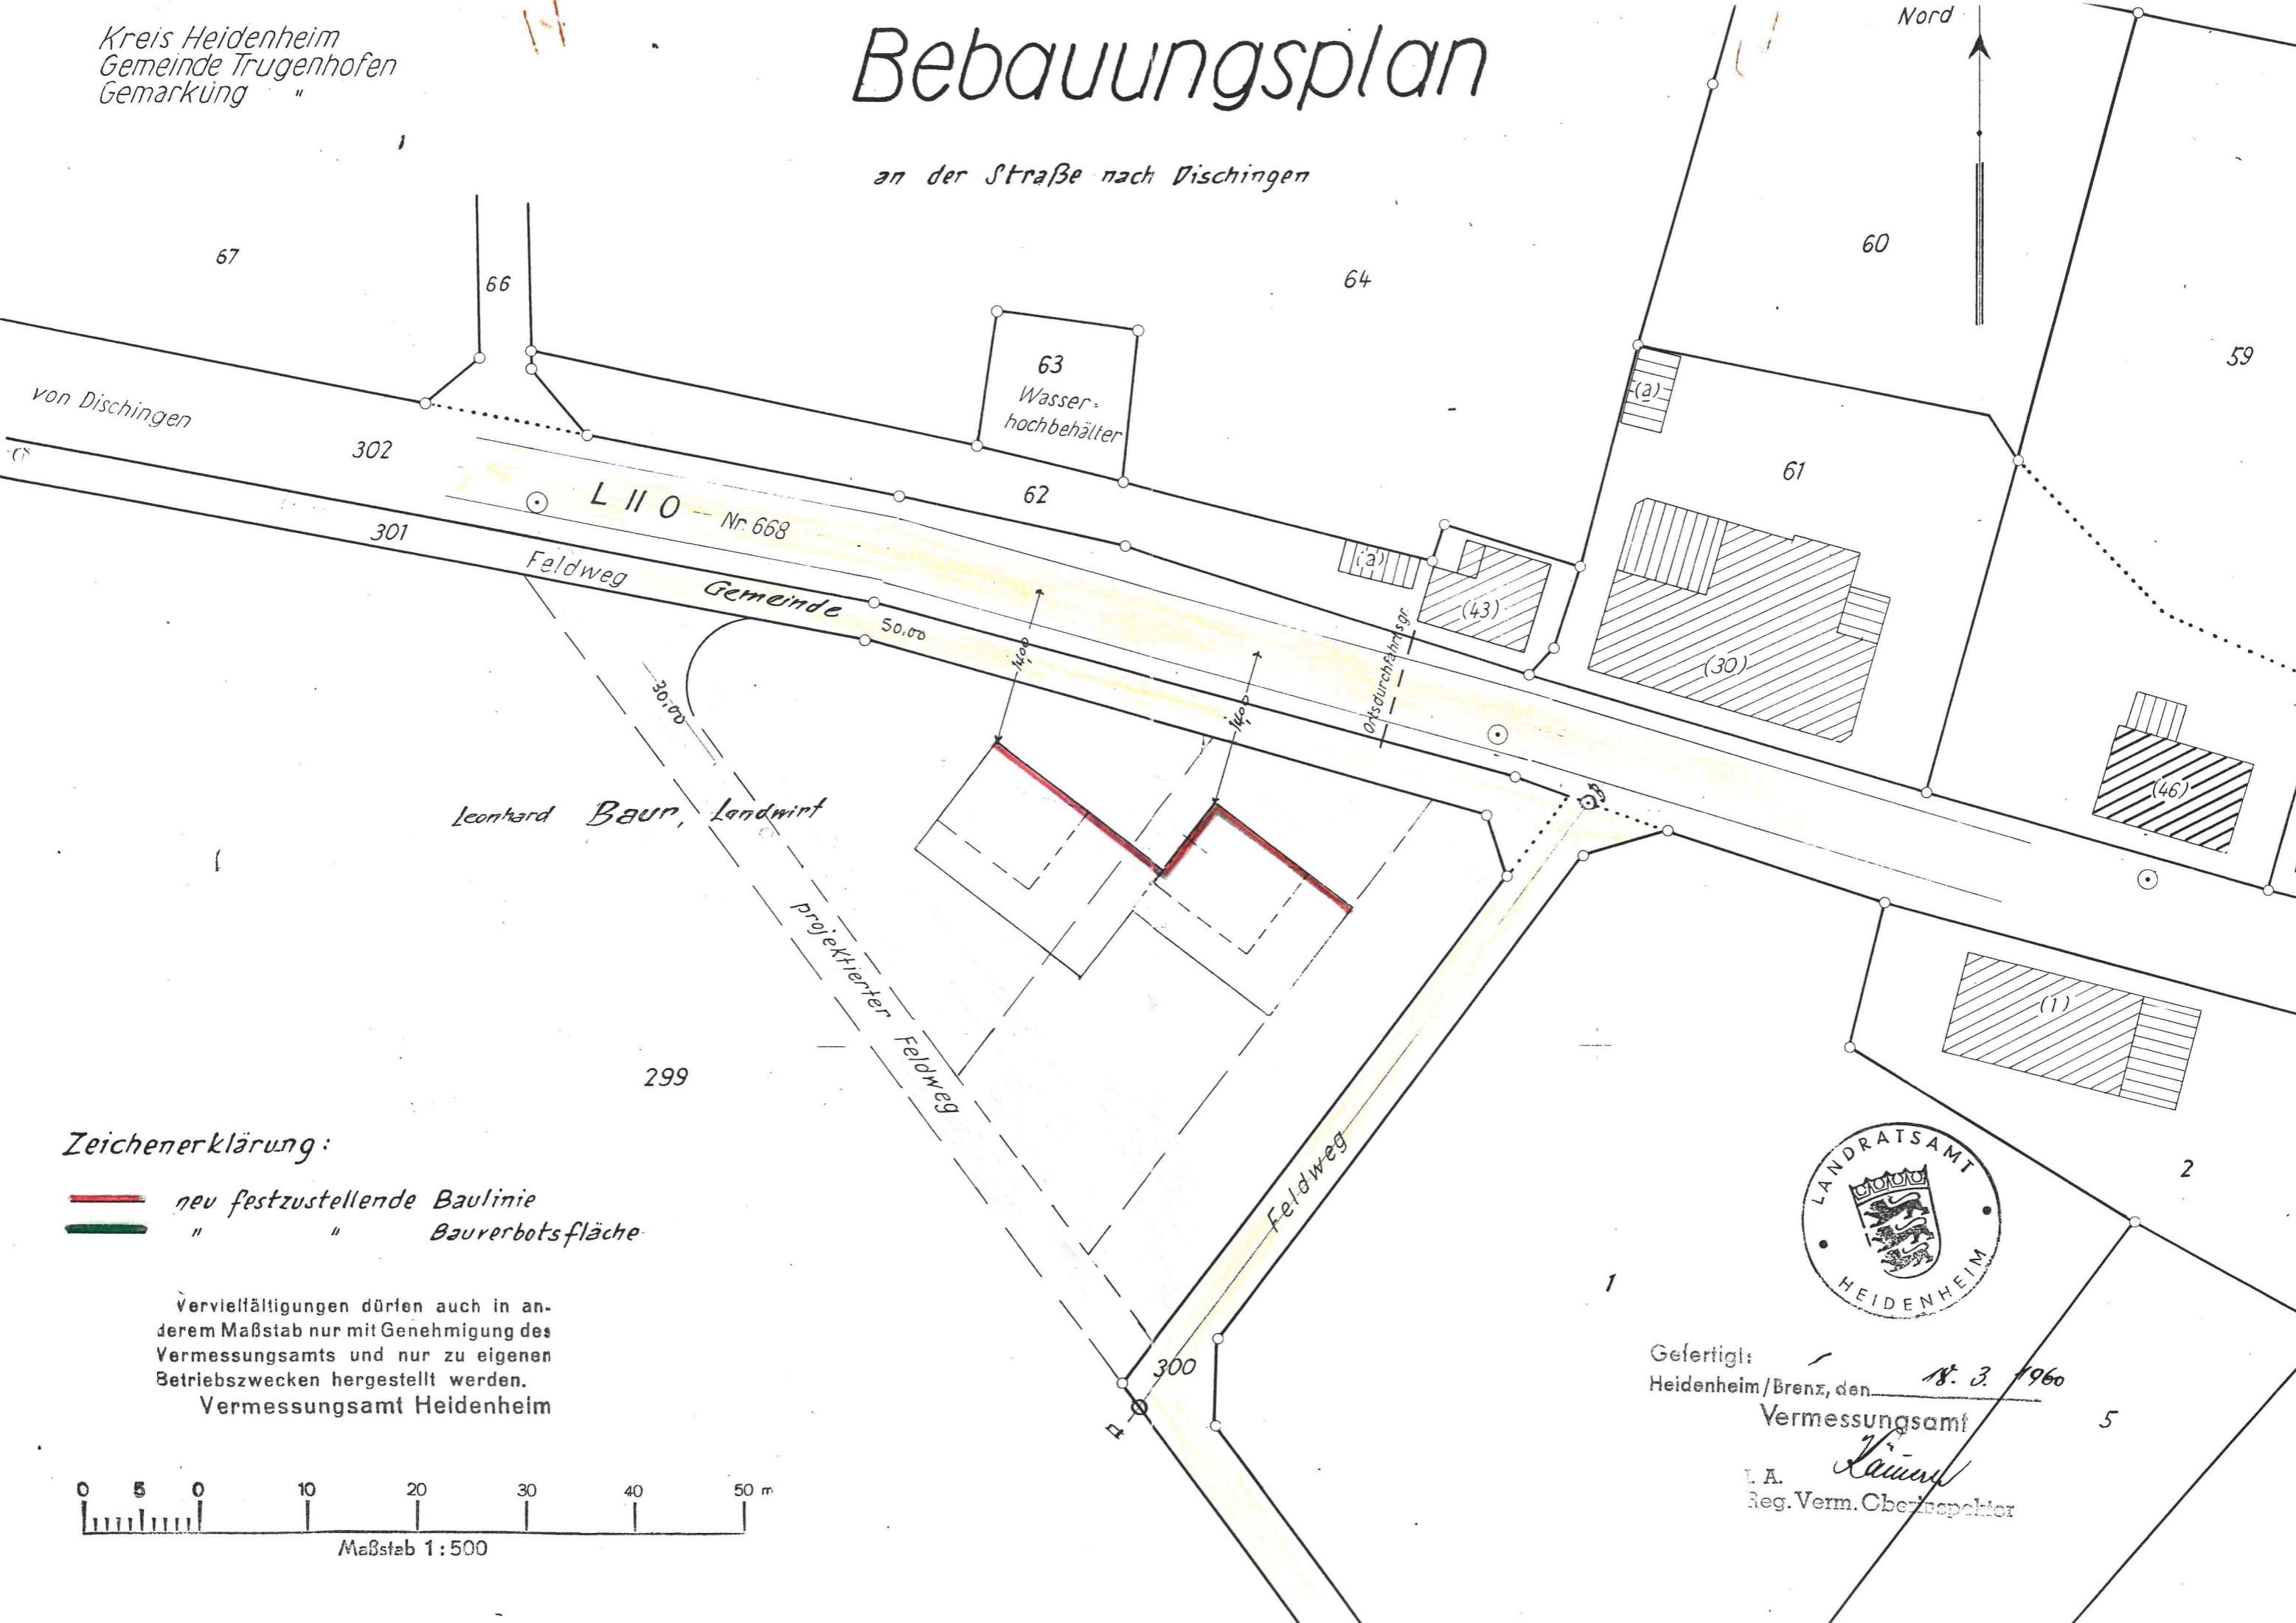 Kreis Heidenheim
Gemeinde Trugenhofen
Gemarkung "
Bebauungsplan
an der Straße nach Dischingen
Nord
67
66
64
60
59
63
Wasser=
hochbehälter
(a)
61
von Dischingen
302
62
L II O - Nr. 668
301
Feldweg
Gemeinde
50,00
(a)
(43)
(30)
14,00
14,00
Ortsdurchfahrtsgr.
30,00
(46)
B
Leonhard Baur, Landwirt
projektierter Feldweg
(1)
299
Feldweg
Zeichenerklärung:
neu festzustellende Baulinie
" " Bauverbotsfläche
LANDRATSAMT
HEIDENHEIM
2
1
Vervielfältigungen dürfen auch in an-
derem Maßstab nur mit Genehmigung des
Vermessungsamts und nur zu eigenen
Betriebszwecken hergestellt werden.
Vermessungsamt Heidenheim
300
A
Gefertigt:
Heidenheim/Brenz, den 18. 3. 1960
Vermessungsamt
I. A.
Reg. Verm. Oberinspektor
5
0 5 0 10 20 30 40 50 m
Maßstab 1:500